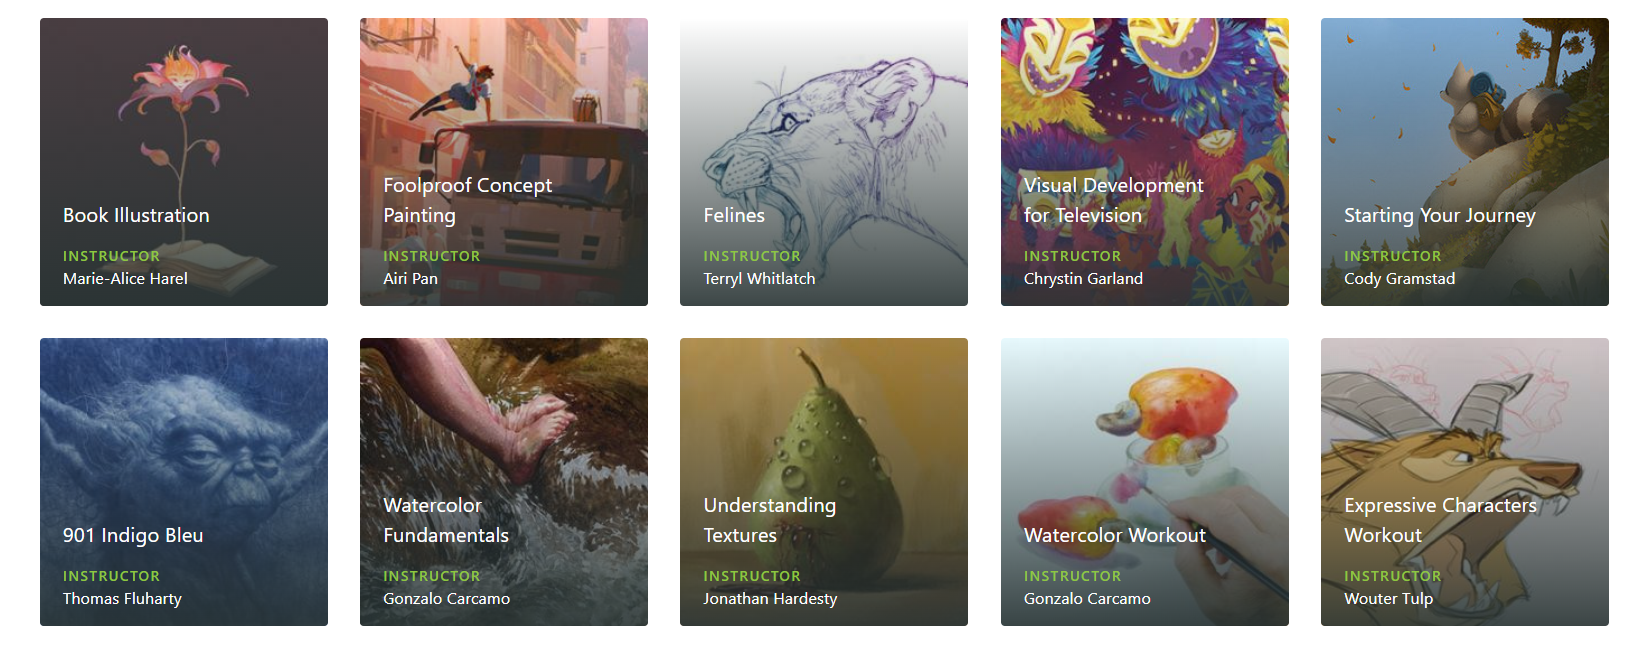 Book Illustration
INSTRUCTOR
Marie-Alice Harel
Foolproof Concept
Painting
INSTRUCTOR
Airi Pan
Felines
INSTRUCTOR
Terryl Whitlatch
Visual Development
for Television
INSTRUCTOR
Chrystin Garland
Starting Your Journey
INSTRUCTOR
Cody Gramstad
901 Indigo Bleu
INSTRUCTOR
Thomas Fluharty
Watercolor
Fundamentals
INSTRUCTOR
Gonzalo Carcamo
Understanding
Textures
INSTRUCTOR
Jonathan Hardesty
Watercolor Workout
INSTRUCTOR
Gonzalo Carcamo
Expressive Characters
Workout
INSTRUCTOR
Wouter Tulp